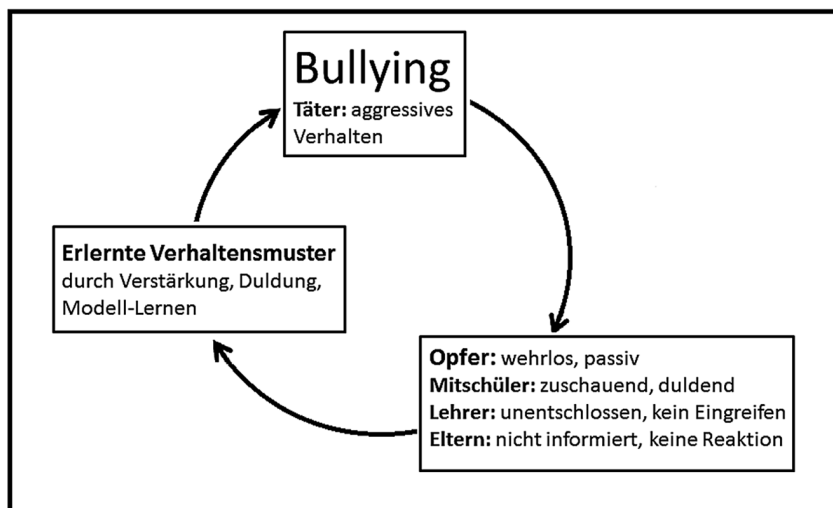 Bullying
Täter: aggressives
Verhalten
Erlernte Verhaltensmuster
durch Verstärkung, Duldung,
Modell-Lernen
Opfer: wehrlos, passiv
Mitschüler: zuschauend, duldend
Lehrer: unentschlossen, kein Eingreifen
Eltern: nicht informiert, keine Reaktion